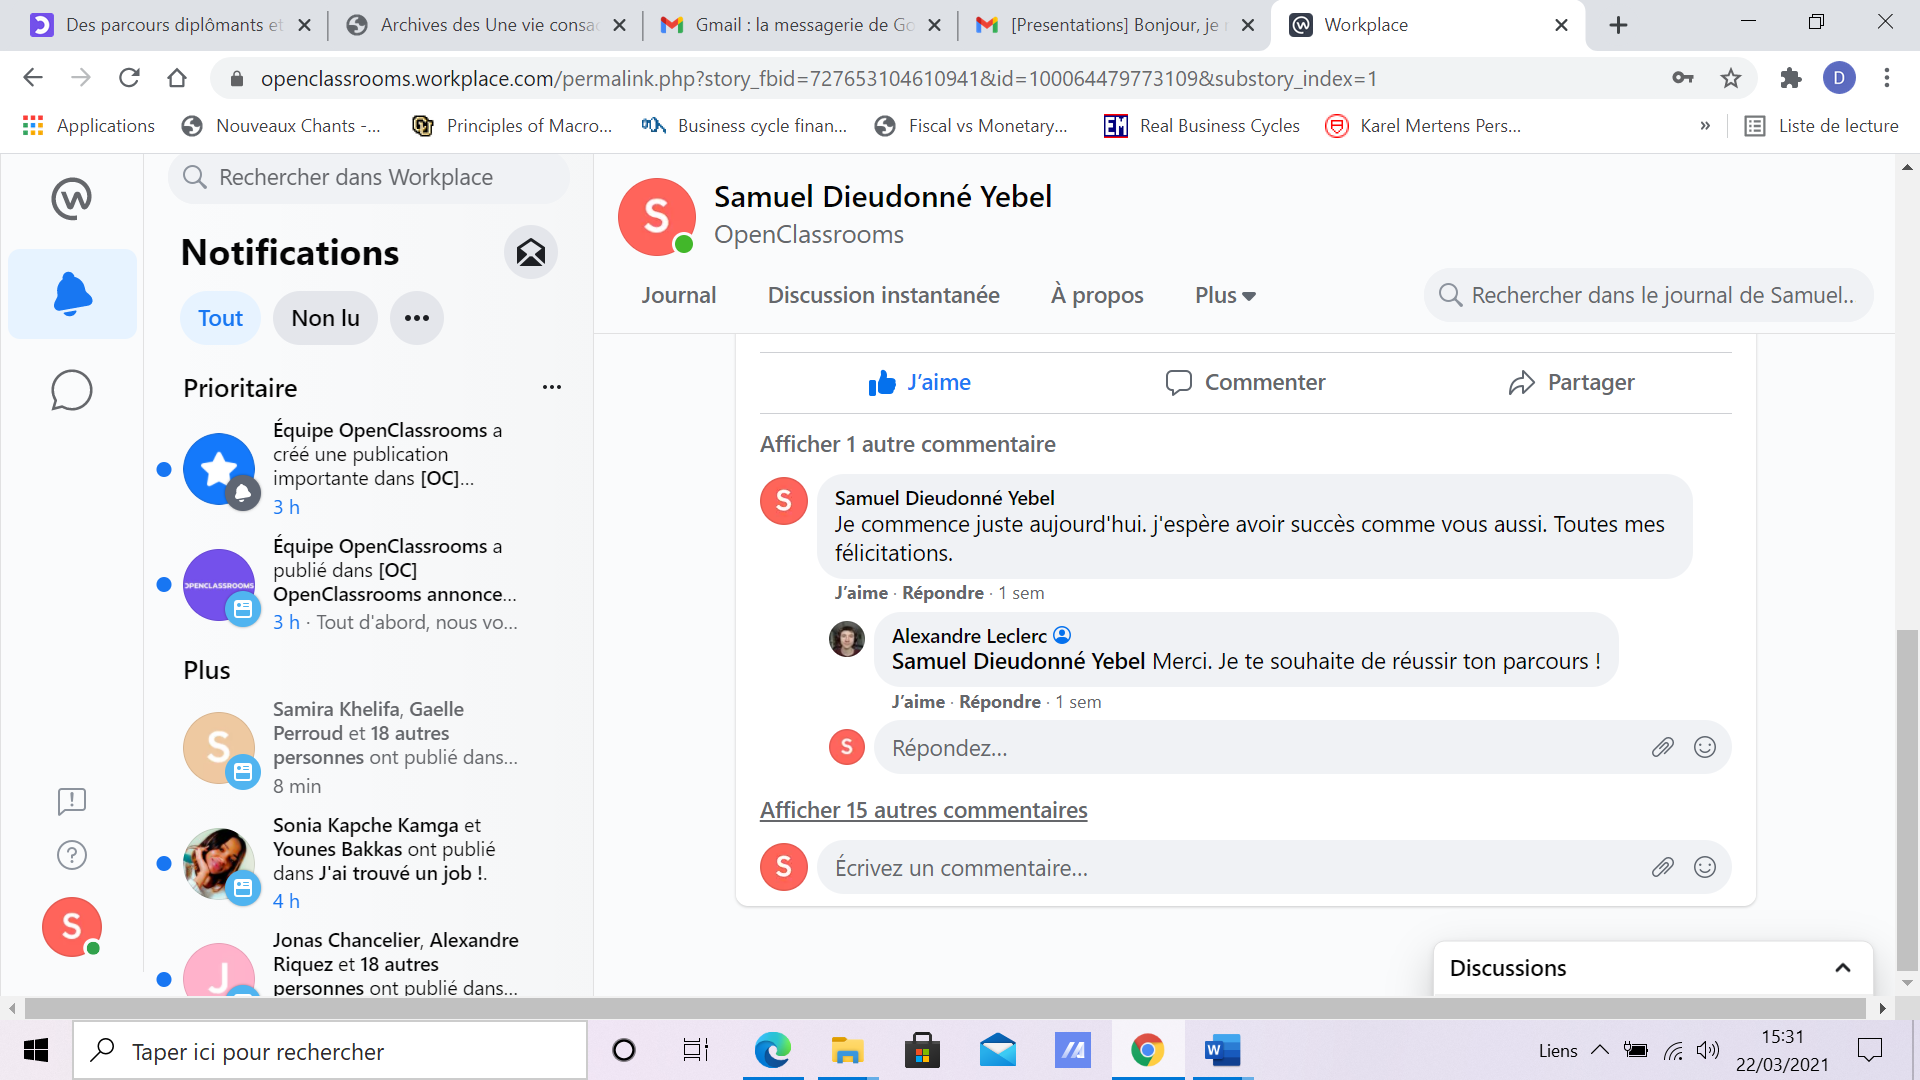 Des parcours diplômants et
Archives des Une vie consac
Gmail : la messagerie de Go
[Presentations] Bonjour, je r
Workplace
openclassrooms.workplace.com/permalink.php?story_fbid=727653104610941&id=100064479773109&substory_index=1
D
Applications
Nouveaux Chants -...
Principles of Macro...
Business cycle finan...
Fiscal vs Monetary...
EM Real Business Cycles
Karel Mertens Pers...
»
Liste de lecture
Rechercher dans Workplace
Notifications
Tout
Non lu
Prioritaire
Équipe OpenClassrooms a
créé une publication
importante dans [OC]...
3 h
OPENCLASSROOMS
Équipe OpenClassrooms a
publié dans [OC]
OpenClassrooms annonce...
3 h · Tout d'abord, nous vo...
Plus
S
Samira Khelifa, Gaelle
Perroud et 18 autres
personnes ont publié dans...
8 min
Sonia Kapche Kamga et
Younes Bakkas ont publié
dans J'ai trouvé un job !.
4 h
J
Jonas Chancelier, Alexandre
Riquez et 18 autres
personnes ont publié dans...
S
S
Samuel Dieudonné Yebel
OpenClassrooms
Journal
Discussion instantanée
À propos
Plus
Rechercher dans le journal de Samuel..
J'aime
Commenter
Partager
Afficher 1 autre commentaire
S
Samuel Dieudonné Yebel
Je commence juste aujourd'hui. j'espère avoir succès comme vous aussi. Toutes mes
félicitations.
J'aime · Répondre · 1 sem
Alexandre Leclerc
Samuel Dieudonné Yebel Merci. Je te souhaite de réussir ton parcours !
J'aime · Répondre · 1 sem
S
Répondez...
Afficher 15 autres commentaires
S
Écrivez un commentaire...
Discussions
Taper ici pour rechercher
W
Liens
15:31
22/03/2021